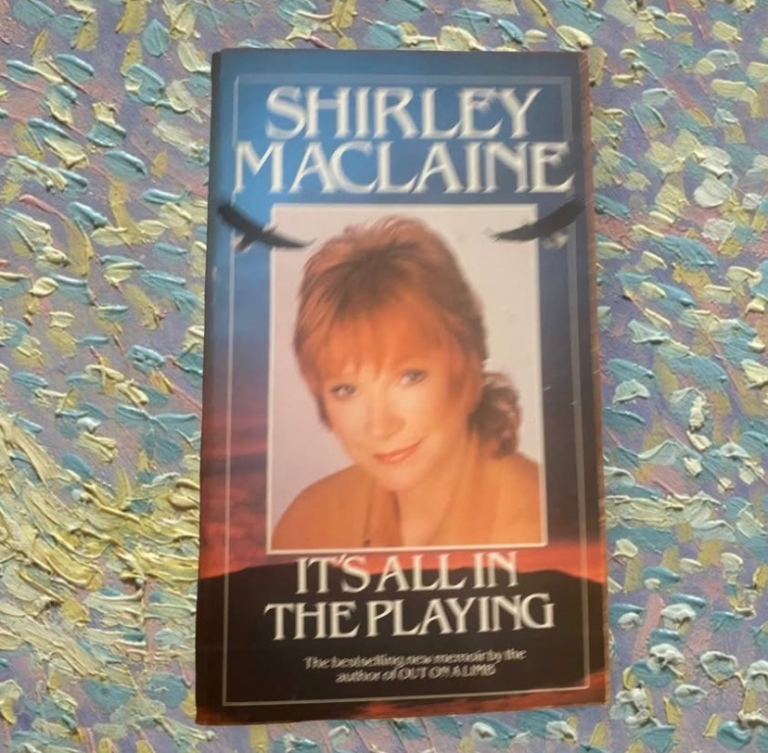 SHIRLEY
MACLAINE
IT'S ALL IN
THE PLAYING
The bestselling new memoir by the
author of OUT ON A LIMB